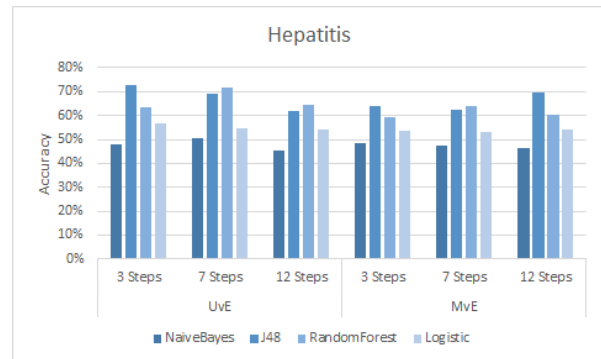 Hepatitis
80%
70%
60%
50%
40%
30%
20%
10%
0%
Accuracy
3 Steps 7 Steps 12 Steps 3 Steps 7 Steps 12 Steps
UvE MvE
NaiveBayes J48 RandomForest Logistic